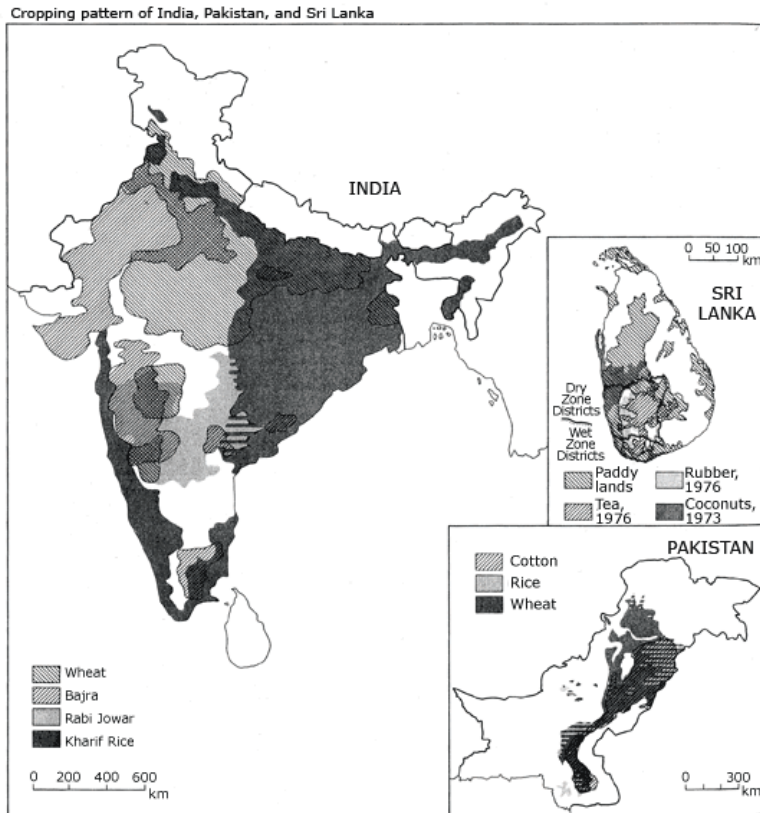 Cropping pattern of India, Pakistan, and Sri Lanka
INDIA
0 50 100
km
SRI
LANKA
Dry
Zone
Districts
Wet
Zone
Districts
Paddy
lands
Rubber,
1976
Tea,
1976
Coconuts,
1973
PAKISTAN
Cotton
Rice
Wheat
0 300
km
Wheat
Bajra
Rabi Jowar
Kharif Rice
0 200 400 600
km